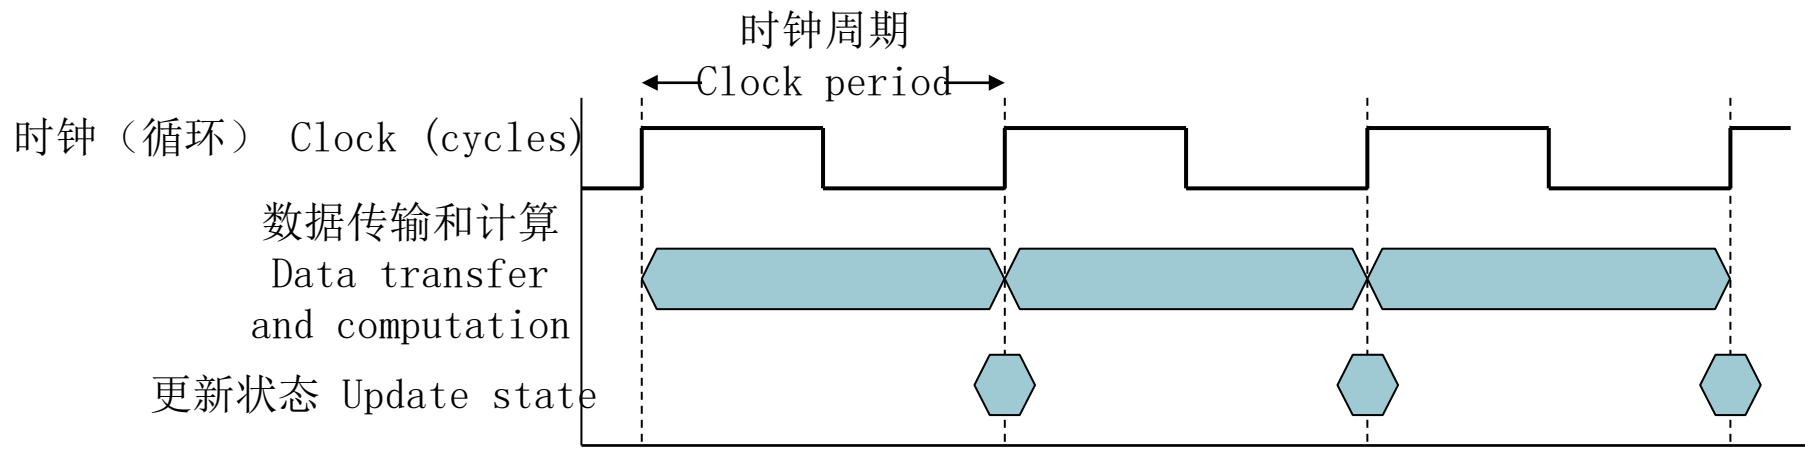 时钟周期
Clock period
时钟（循环） Clock (cycles)
数据传输和计算
Data transfer
and computation
更新状态 Update state